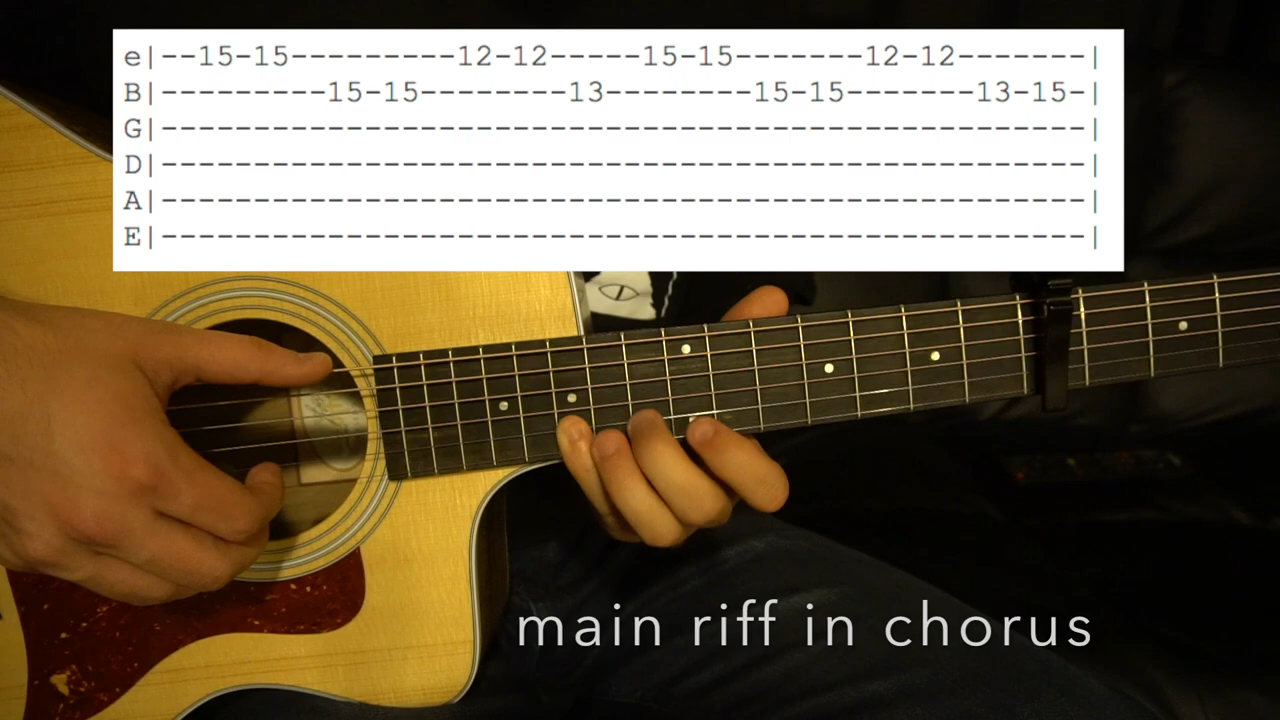 e|--15-15---------12-12-----15-15-------12-12-------|
B|---------15-15--------13--------15-15-------13-15-|
G|--------------------------------------------------|
D|--------------------------------------------------|
A|--------------------------------------------------|
E|--------------------------------------------------|
main riff in chorus